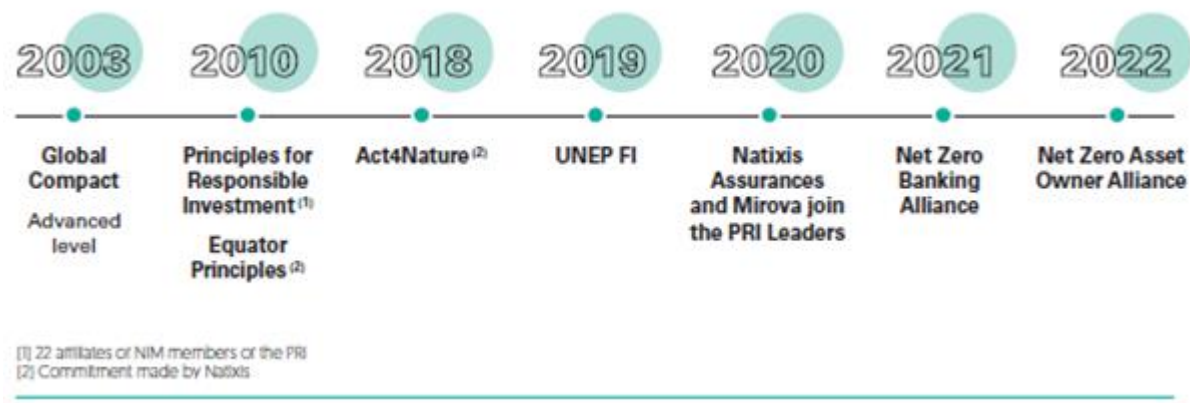 2003 2010 2018 2019 2020 2021 2022
Global
Compact
Advanced
level
Principles for
Responsible
Investment (1)
Equator
Principles (2)
Act4Nature (2)
UNEP FI
Natixis
Assurances
and Mirova join
the PRI Leaders
Net Zero
Banking
Alliance
Net Zero Asset
Owner Alliance
[1] 22 affiliates of NIM members of the PRI
[2] Commitment made by Natixis